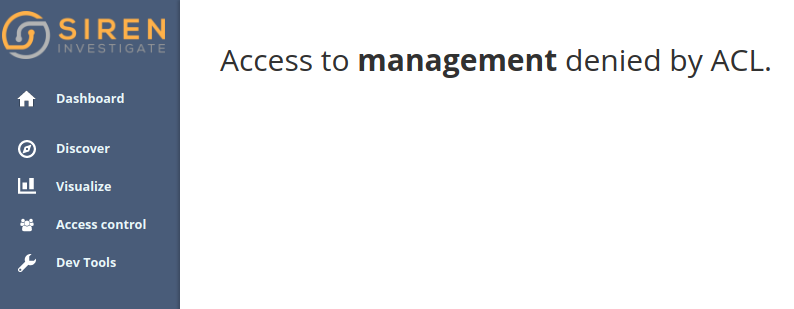 SIREN
INVESTIGATE
Dashboard
Discover
Visualize
Access control
Dev Tools
Access to management denied by ACL.